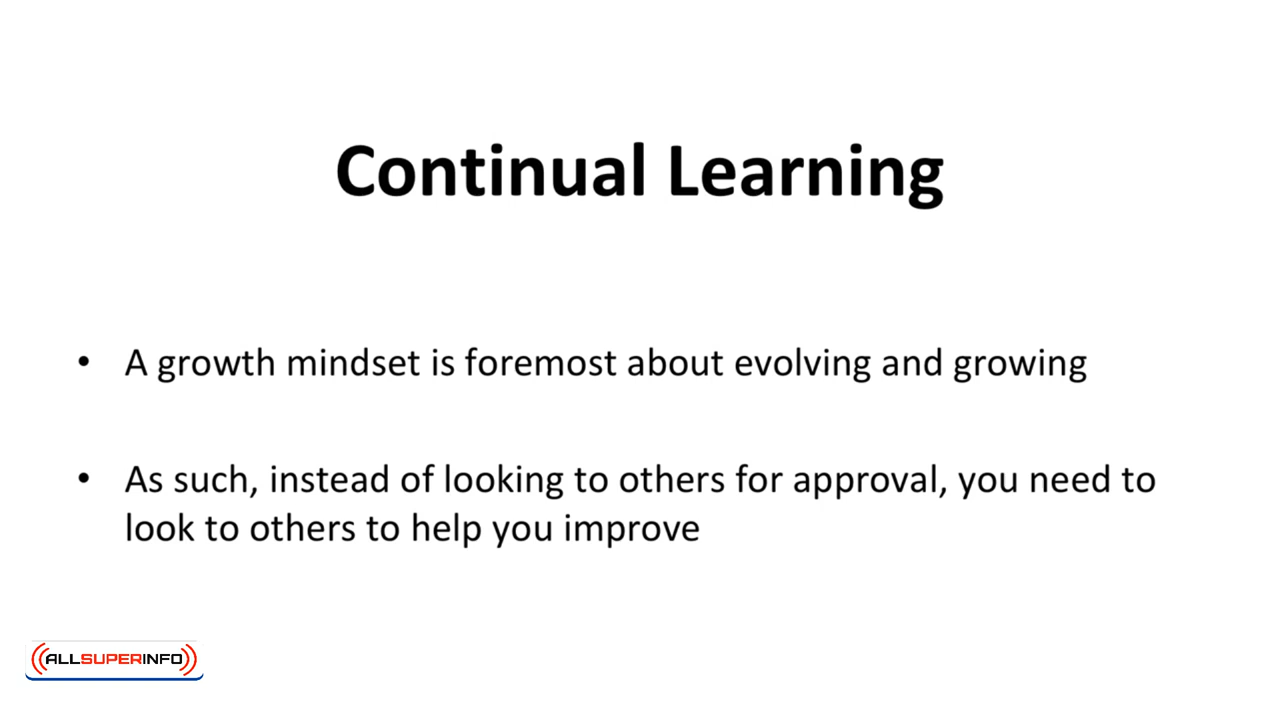 Continual Learning
• A growth mindset is foremost about evolving and growing
• As such, instead of looking to others for approval, you need to
look to others to help you improve
ALLSUPERINFO